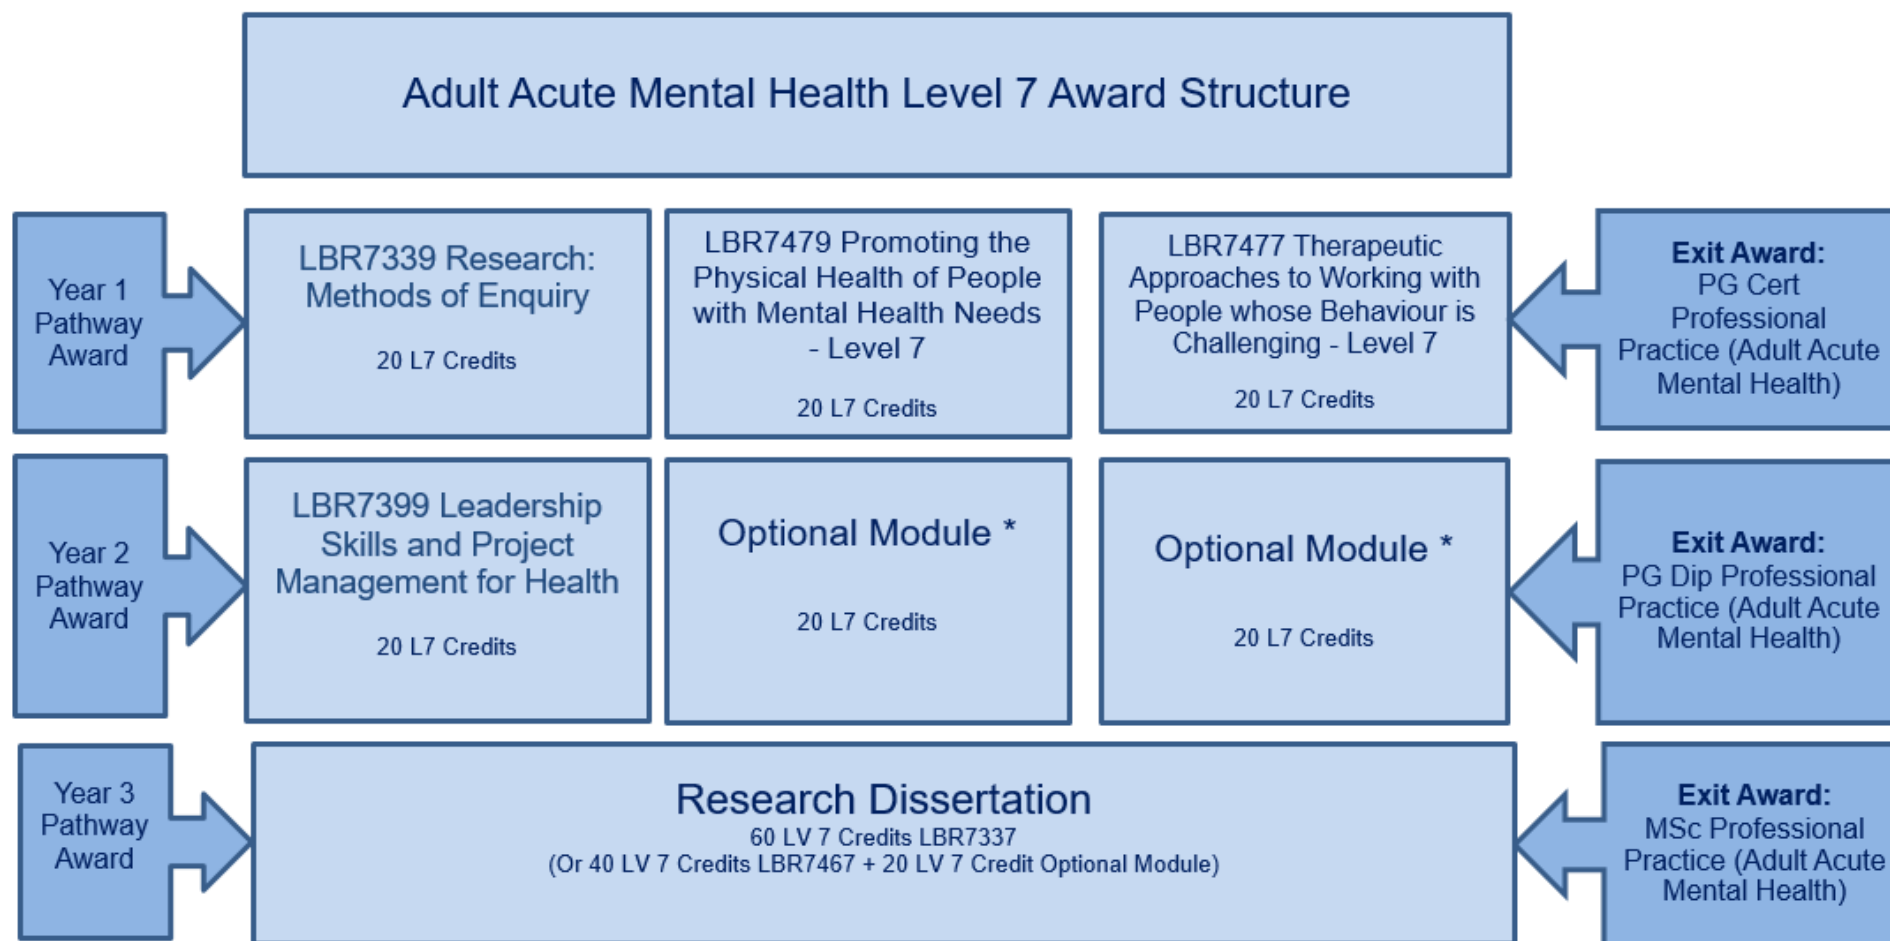 Adult Acute Mental Health Level 7 Award Structure
Year 1
Pathway
Award
LBR7339 Research:
Methods of Enquiry
20 L7 Credits
LBR7479 Promoting the
Physical Health of People
with Mental Health Needs
- Level 7
20 L7 Credits
LBR7477 Therapeutic
Approaches to Working with
People whose Behaviour is
Challenging - Level 7
20 L7 Credits
Exit Award:
PG Cert
Professional
Practice (Adult Acute
Mental Health)
Year 2
Pathway
Award
LBR7399 Leadership
Skills and Project
Management for Health
20 L7 Credits
Optional Module *
20 L7 Credits
Optional Module *
20 L7 Credits
Exit Award:
PG Dip Professional
Practice (Adult Acute
Mental Health)
Year 3
Pathway
Award
Research Dissertation
60 LV 7 Credits LBR7337
(Or 40 LV 7 Credits LBR7467 + 20 LV 7 Credit Optional Module)
Exit Award:
MSc Professional
Practice (Adult Acute
Mental Health)